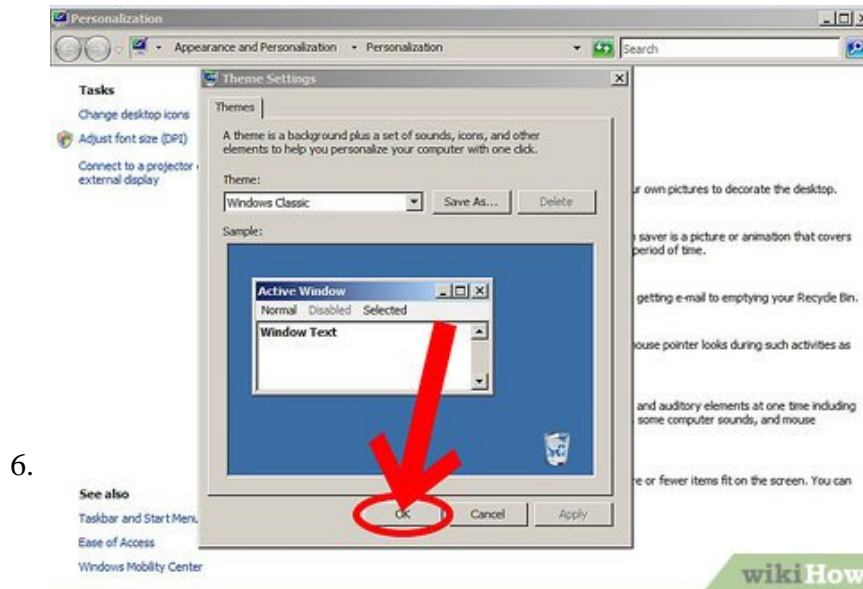 Personalization
Appearance and Personalization
Personalization
Search
Tasks
Change desktop icons
Adjust font size (DPI)
Connect to a projector
external display
Theme Settings
Themes
A theme is a background plus a set of sounds, icons, and other
elements to help you personalize your computer with one click.
Theme:
Windows Classic
Save As...
Delete
Sample:
Active Window
Normal Disabled Selected
Window Text
own pictures to decorate the desktop.
saver is a picture or animation that covers
period of time.
getting e-mail to emptying your Recycle Bin.
pointer looks during such activities as
and auditory elements at one time including
some computer sounds, and mouse
or fewer items fit on the screen. You can
6.
See also
Taskbar and Start Menu
Ease of Access
Windows Mobility Center
OK
Cancel
Apply
wikiHow